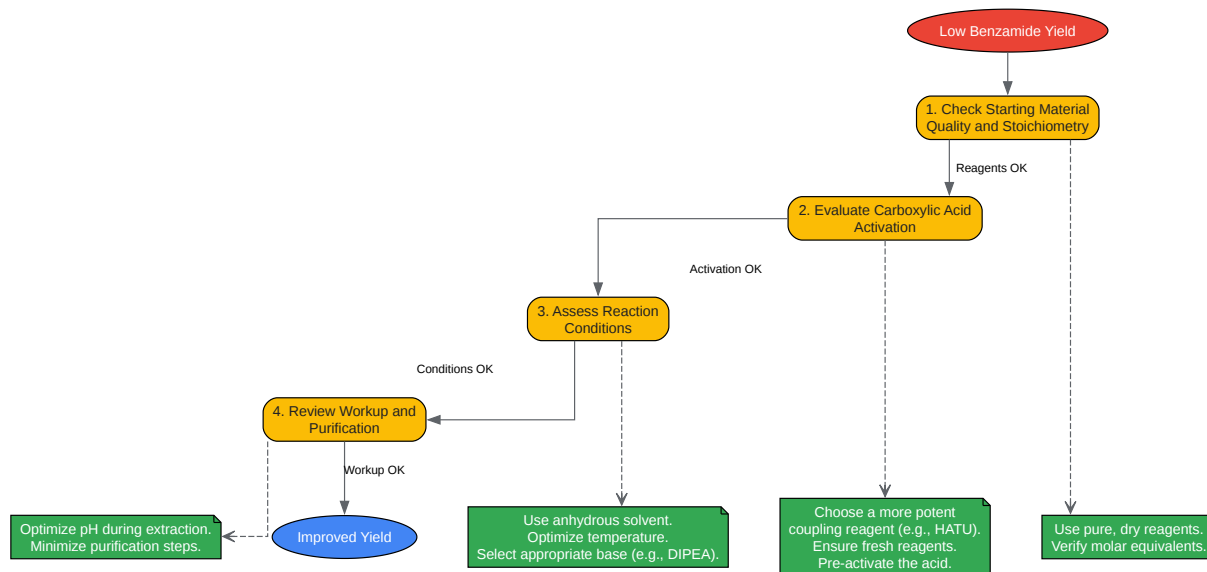 Low Benzamide Yield
1. Check Starting Material
Quality and Stoichiometry
Reagents OK
2. Evaluate Carboxylic Acid
Activation
Activation OK
3. Assess Reaction
Conditions
Conditions OK
4. Review Workup and
Purification
Workup OK
Optimize pH during extraction.
Minimize purification steps.
Improved Yield
Use anhydrous solvent.
Optimize temperature.
Select appropriate base (e.g., DIPEA).
Choose a more potent
coupling reagent (e.g., HATU).
Ensure fresh reagents.
Pre-activate the acid.
Use pure, dry reagents.
Verify molar equivalents.